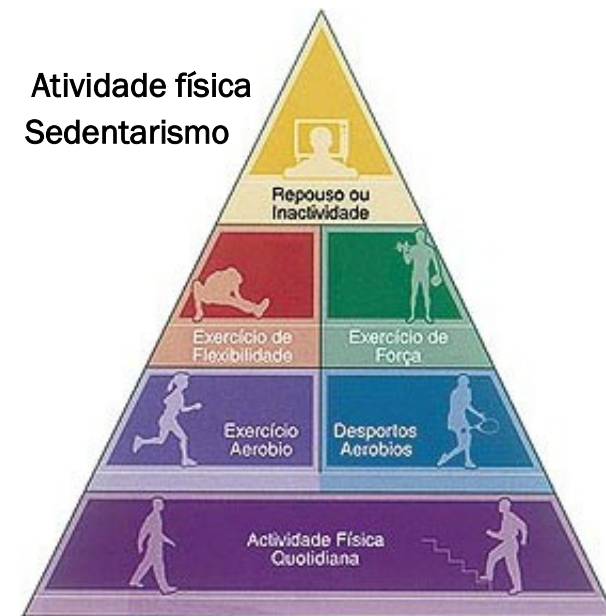 Atividade física
Sedentarismo
Repouso ou
Inactividade
Exercício de
Flexibilidade
Exercício de
Força
Exercício
Aerobio
Desportos
Aerobios
Actividade Física
Quotidiana